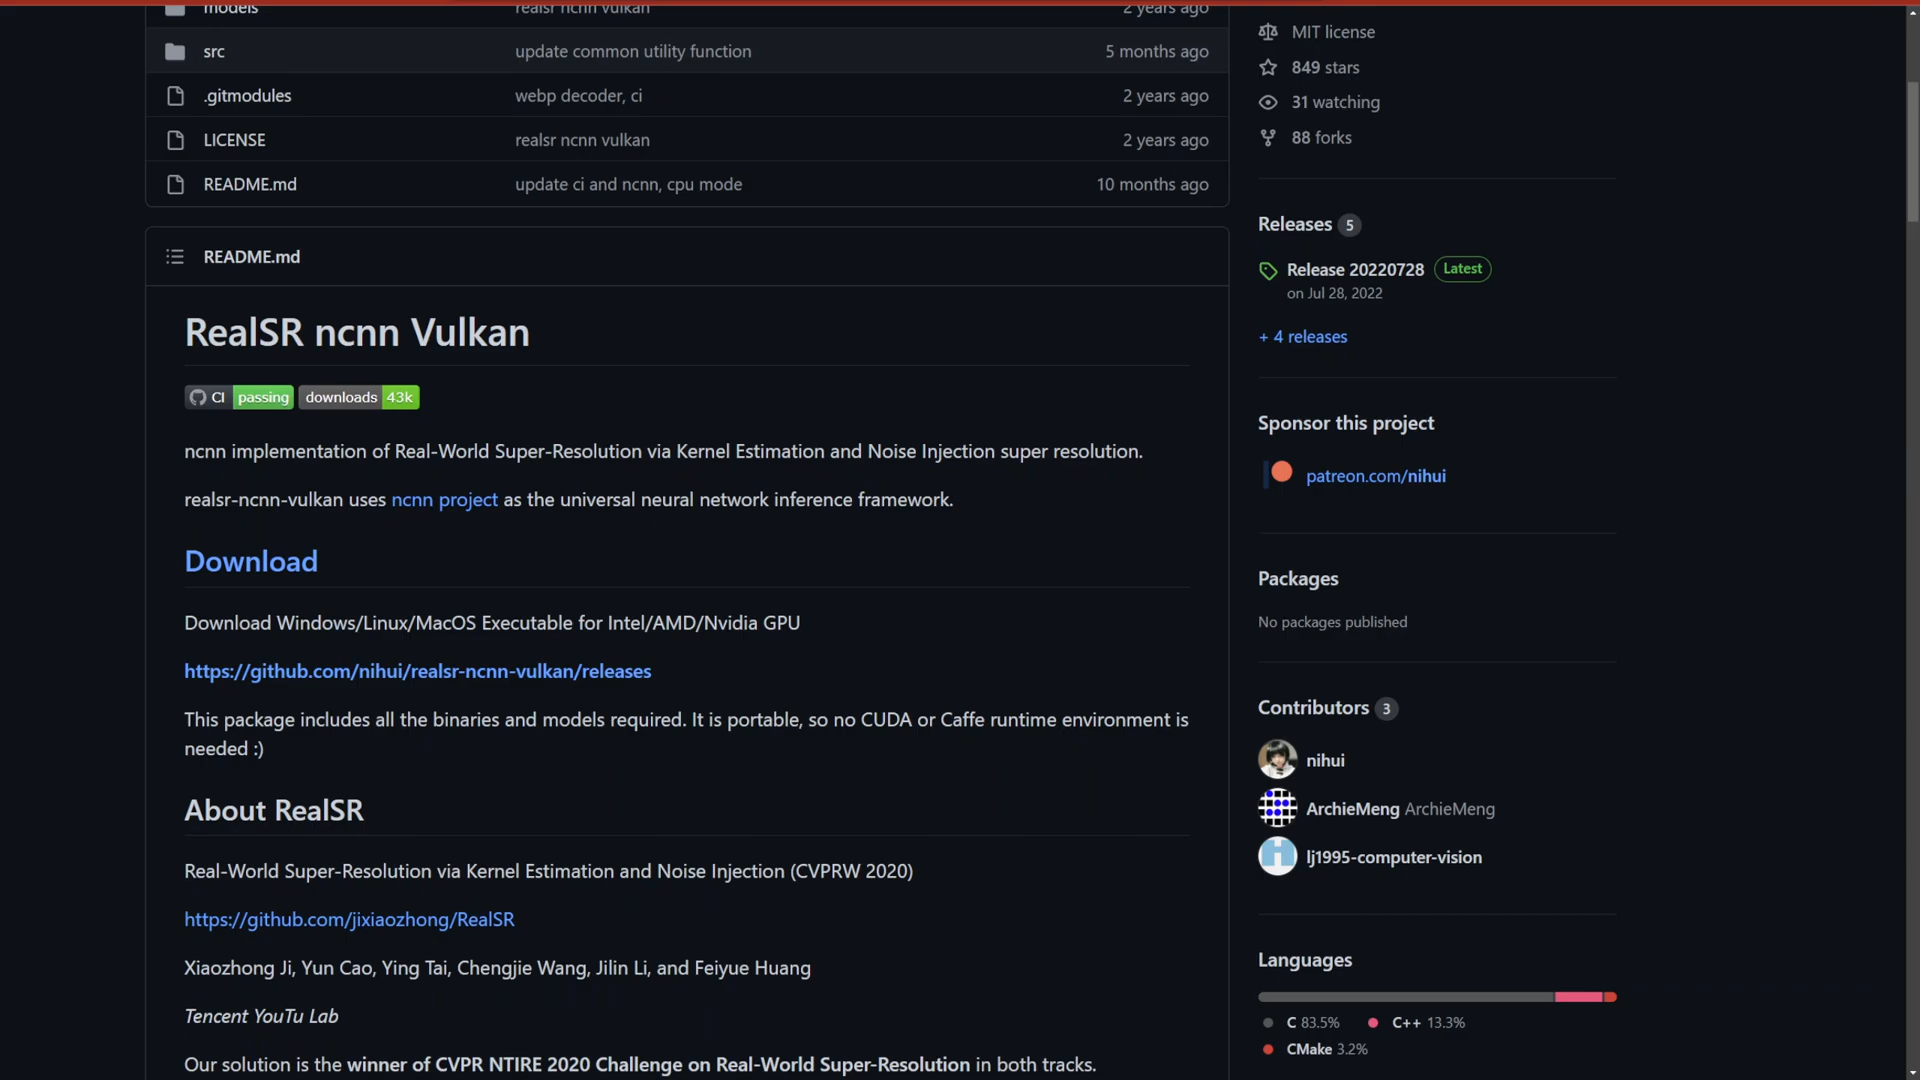 models realsr ncnn vulkan 2 years ago
src update common utility function 5 months ago
.gitmodules webp decoder, ci 2 years ago
LICENSE realsr ncnn vulkan 2 years ago
README.md update ci and ncnn, cpu mode 10 months ago
README.md
RealSR ncnn Vulkan
CI passing downloads 43k
ncnn implementation of Real-World Super-Resolution via Kernel Estimation and Noise Injection super resolution.
realsr-ncnn-vulkan uses ncnn project as the universal neural network inference framework.
Download
Download Windows/Linux/MacOS Executable for Intel/AMD/Nvidia GPU
https://github.com/nihui/realsr-ncnn-vulkan/releases
This package includes all the binaries and models required. It is portable, so no CUDA or Caffe runtime environment is
needed :)
About RealSR
Real-World Super-Resolution via Kernel Estimation and Noise Injection (CVPRW 2020)
https://github.com/jixiaozhong/RealSR
Xiaozhong Ji, Yun Cao, Ying Tai, Chengjie Wang, Jilin Li, and Feiyue Huang
Tencent YouTu Lab
Our solution is the winner of CVPR NTIRE 2020 Challenge on Real-World Super-Resolution in both tracks.
MIT license
849 stars
31 watching
88 forks
Releases 5
Release 20220728 Latest
on Jul 28, 2022
+ 4 releases
Sponsor this project
patreon.com/nihui
Packages
No packages published
Contributors 3
nihui
ArchieMeng ArchieMeng
lj1995-computer-vision
Languages
C 83.5% C++ 13.3%
CMake 3.2%